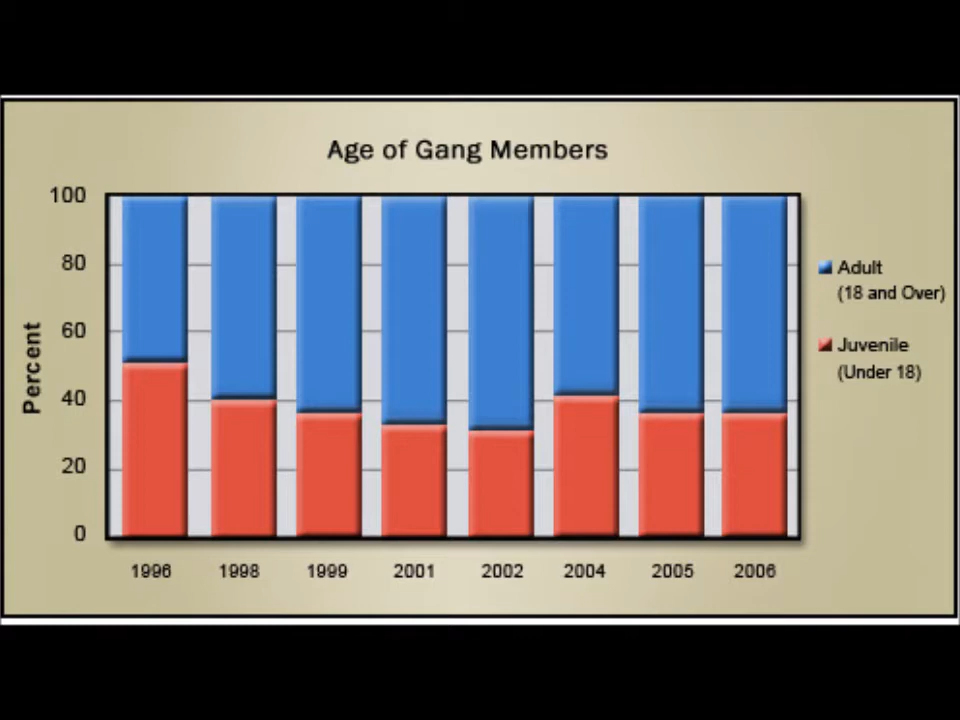 Age of Gang Members
100
80
60
40
20
0
Percent
1996 1998 1999 2001 2002 2004 2005 2006
Adult
(18 and Over)
Juvenile
(Under 18)